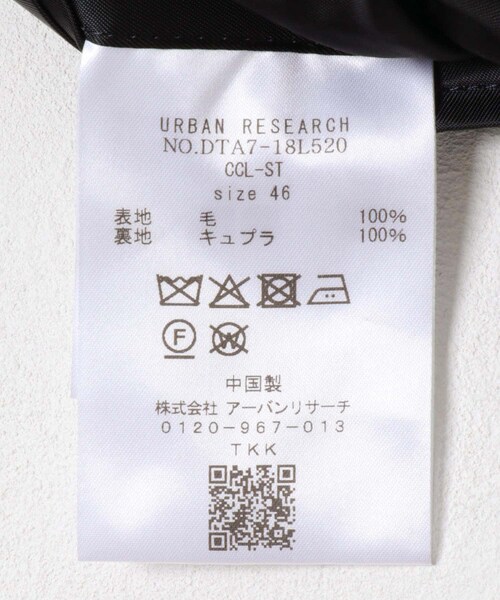 URBAN RESEARCH
NO.DTA7-18L520
CCL-ST
size 46
表地 毛 100%
裏地 キュプラ 100%
F W
中国製
株式会社 アーバンリサーチ
0120-967-013
TKK